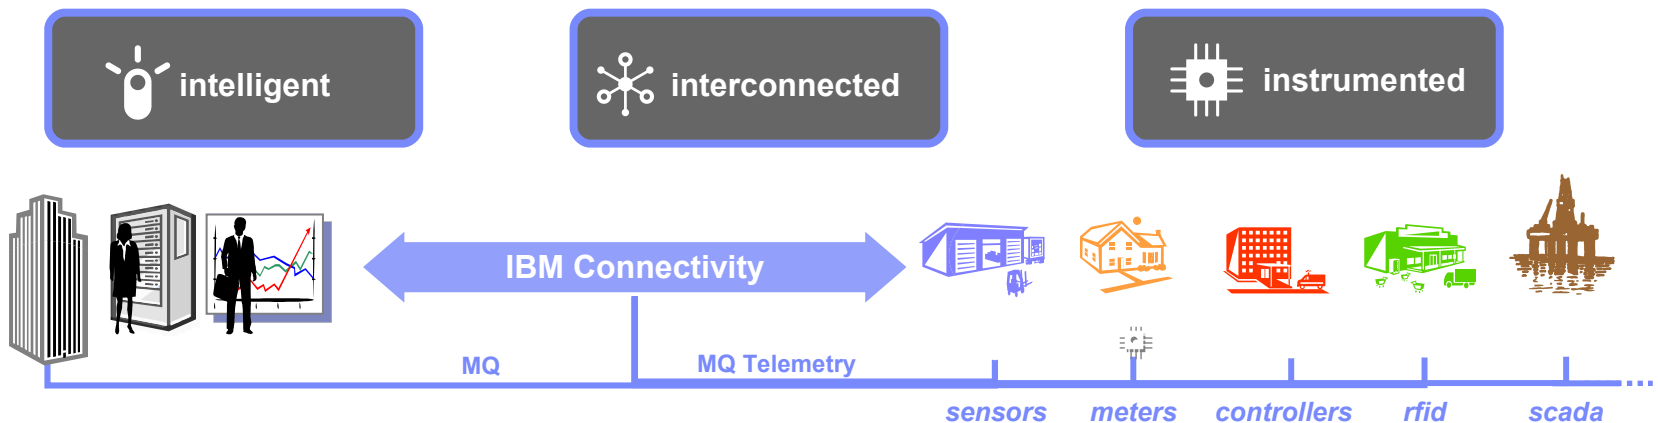 intelligent
interconnected
instrumented
IBM Connectivity
MQ
MQ Telemetry
sensors
meters
controllers
rfid
scada